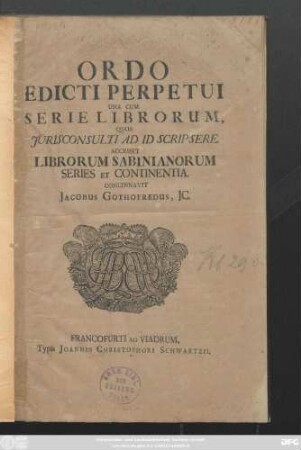 ORDO
EDICTI PERPETUI
UNA CUM
SERIE LIBRORUM,
QUOS
JURISCONSULTI AD ID SCRIPSERE.
ACCESSIT
LIBRORUM SABINIANORUM
SERIES ET CONTINENTIA.
CONCINNAVIT
JACOBUS GOTHOFREDUS, JC.
FRANCOFURTI AD VIADRUM,
Typis JOANNIS CHRISTOPHORI SCHWARTZII.